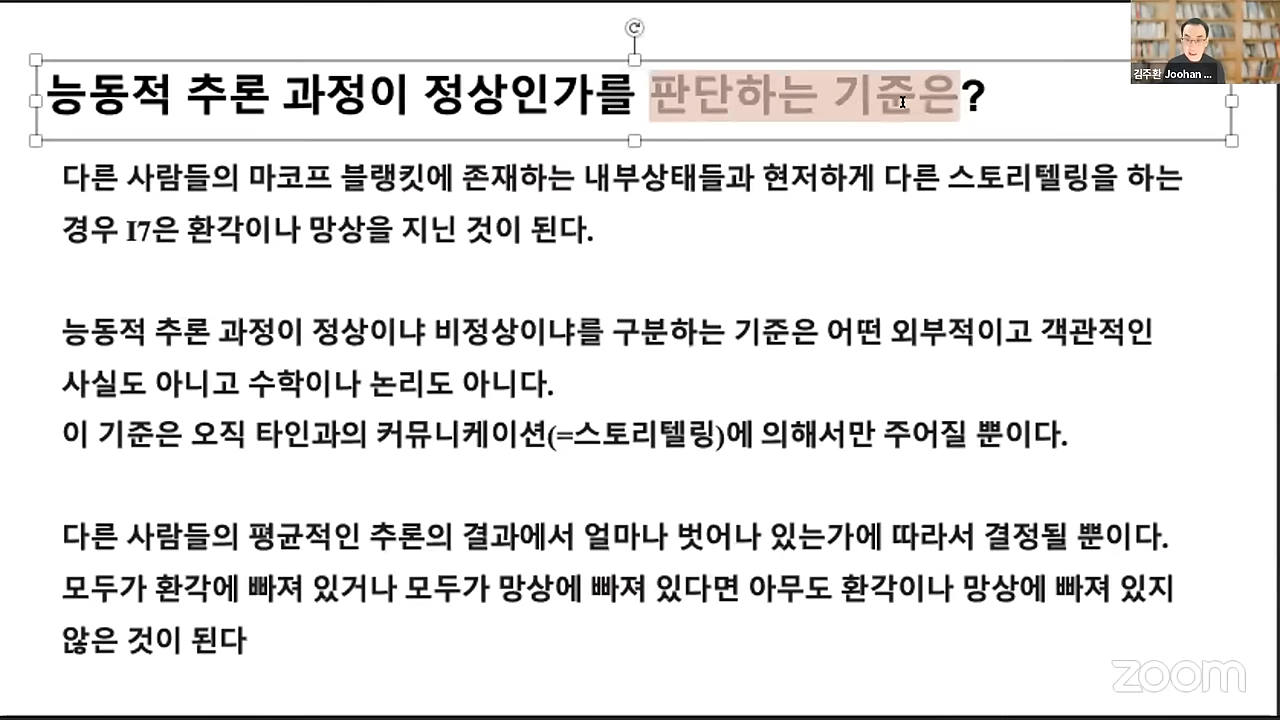 능동적 추론 과정이 정상인가를 판단하는 기준은?
김주환 Joohan ...
다른 사람들의 마코프 블랭킷에 존재하는 내부상태들과 현저하게 다른 스토리텔링을 하는
경우 I7은 환각이나 망상을 지닌 것이 된다.
능동적 추론 과정이 정상이냐 비정상이냐를 구분하는 기준은 어떤 외부적이고 객관적인
사실도 아니고 수학이나 논리도 아니다.
이 기준은 오직 타인과의 커뮤니케이션(=스토리텔링)에 의해서만 주어질 뿐이다.
다른 사람들의 평균적인 추론의 결과에서 얼마나 벗어나 있는가에 따라서 결정될 뿐이다.
모두가 환각에 빠져 있거나 모두가 망상에 빠져 있다면 아무도 환각이나 망상에 빠져 있지
않은 것이 된다
zoom